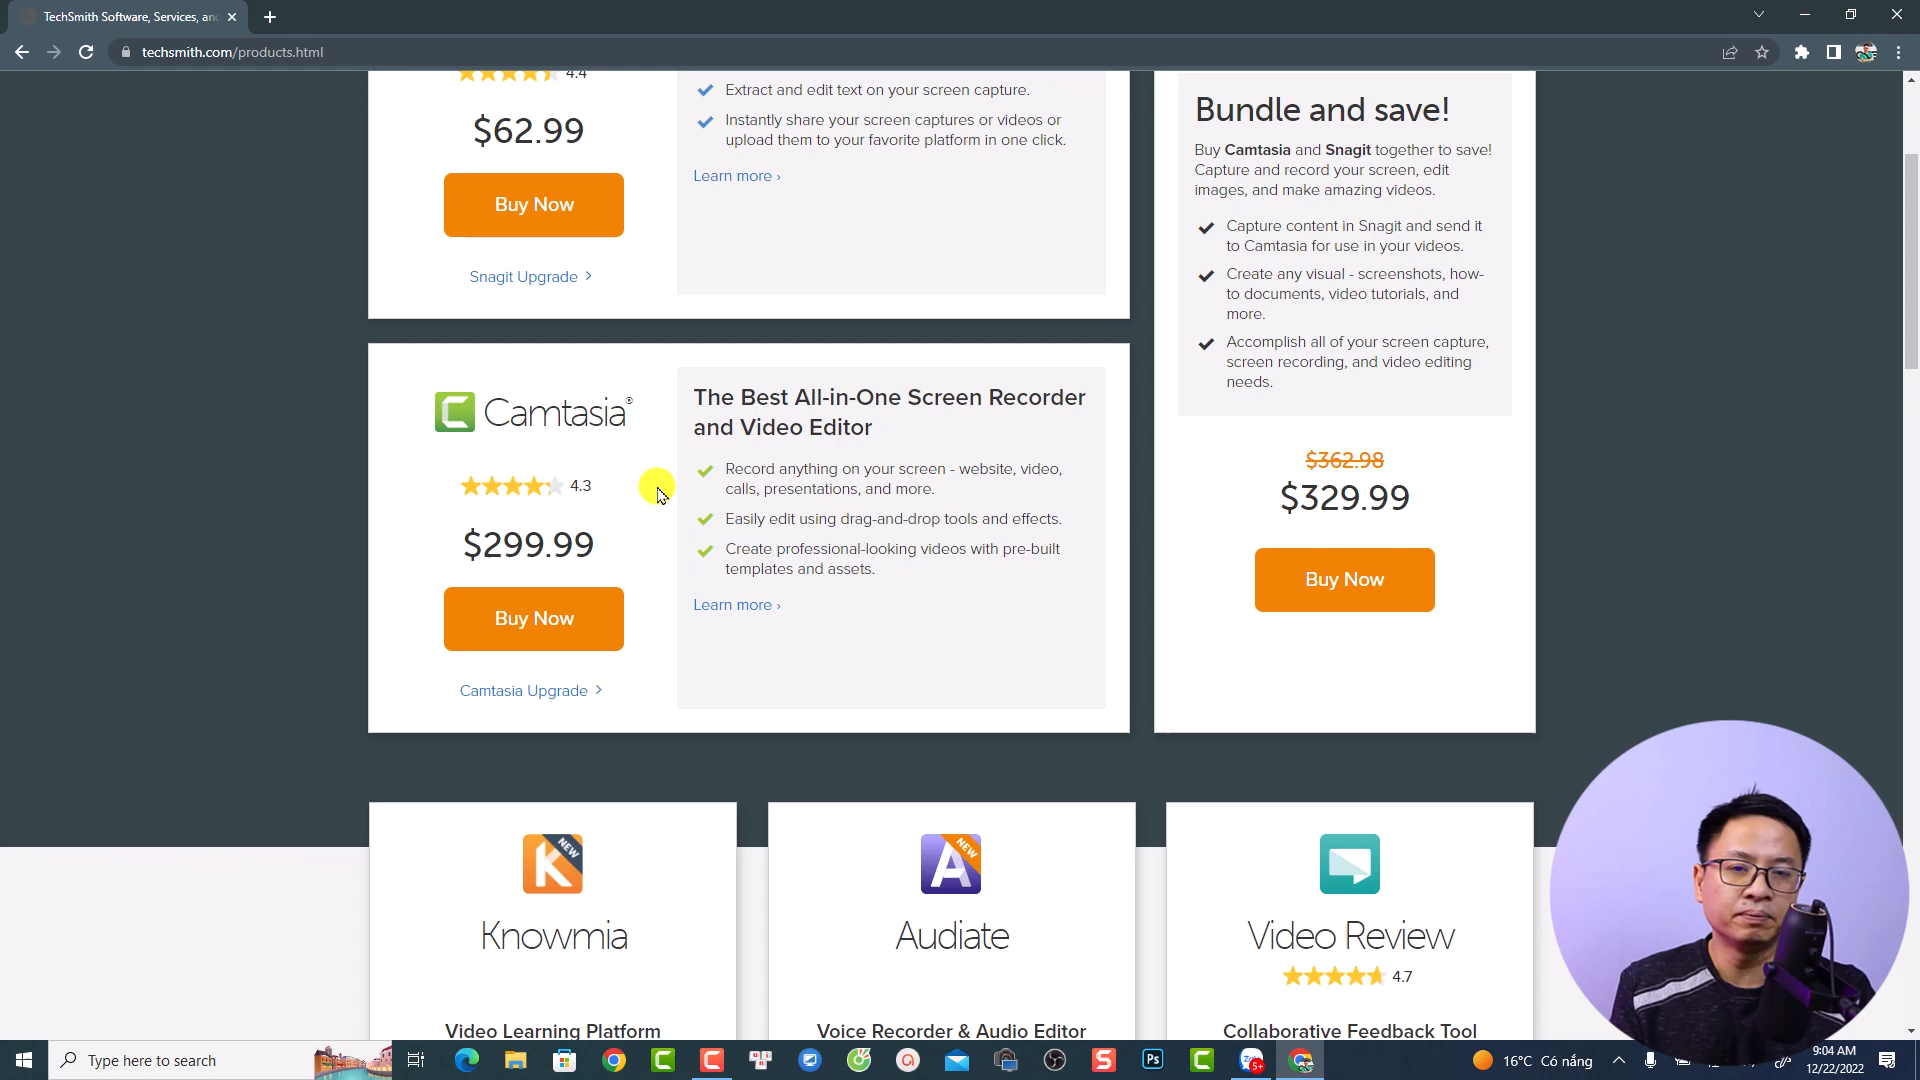 TechSmith Software, Services, an
techsmith.com/products.html
4.4
$62.99
Buy Now
Snagit Upgrade
Extract and edit text on your screen capture.
Instantly share your screen captures or videos or
upload them to your favorite platform in one click.
Learn more ›
Bundle and save!
Buy Camtasia and Snagit together to save!
Capture and record your screen, edit
images, and make amazing videos.
Capture content in Snagit and send it
to Camtasia for use in your videos.
Create any visual - screenshots, how-
to documents, video tutorials, and
more.
Accomplish all of your screen capture,
screen recording, and video editing
needs.
$362.98
$329.99
Buy Now
Camtasia®
4.3
$299.99
Buy Now
Camtasia Upgrade
The Best All-in-One Screen Recorder
and Video Editor
Record anything on your screen - website, video,
calls, presentations, and more.
Easily edit using drag-and-drop tools and effects.
Create professional-looking videos with pre-built
templates and assets.
Learn more ›
NEW
Knowmia
Video Learning Platform
NEW
Audiate
Voice Recorder & Audio Editor
Video Review
4.7
Collaborative Feedback Tool
Type here to search
Ps
Zalo
5+
16°C Có nắng
9:04 AM
12/22/2022